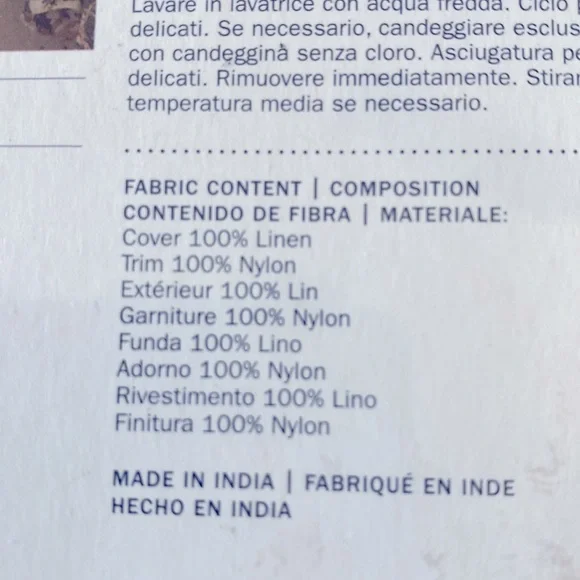 Lavare in lavatrice con acqua fredda. Ciclo
delicati. Se necessario, candeggiare
con candegginà senza cloro. Asciugatura
delicati. Rimuovere immediatamente.
temperatura media se necessario.
FABRIC CONTENT | COMPOSITION
CONTENIDO DE FIBRA | MATERIALE:
Cover 100% Linen
Trim 100% Nylon
Extérieur 100% Lin
Garniture 100% Nylon
Funda 100% Lino
Adorno 100% Nylon
Rivestimento 100% Lino
Finitura 100% Nylon
MADE IN INDIA | FABRIQUÉ EN INDE
HECHO EN INDIA